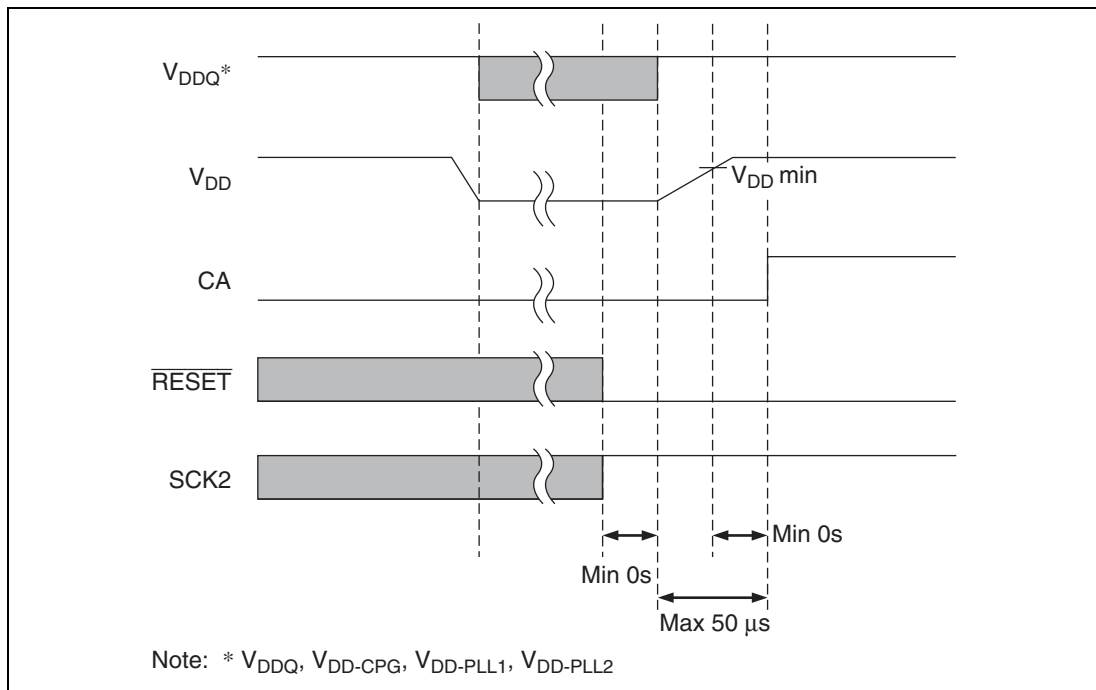 VDDQ*
VDD
VDD min
CA
RESET
SCK2
Min 0s
Min 0s
Max 50 μs
Note: * VDDQ, VDD-CPG, VDD-PLL1, VDD-PLL2